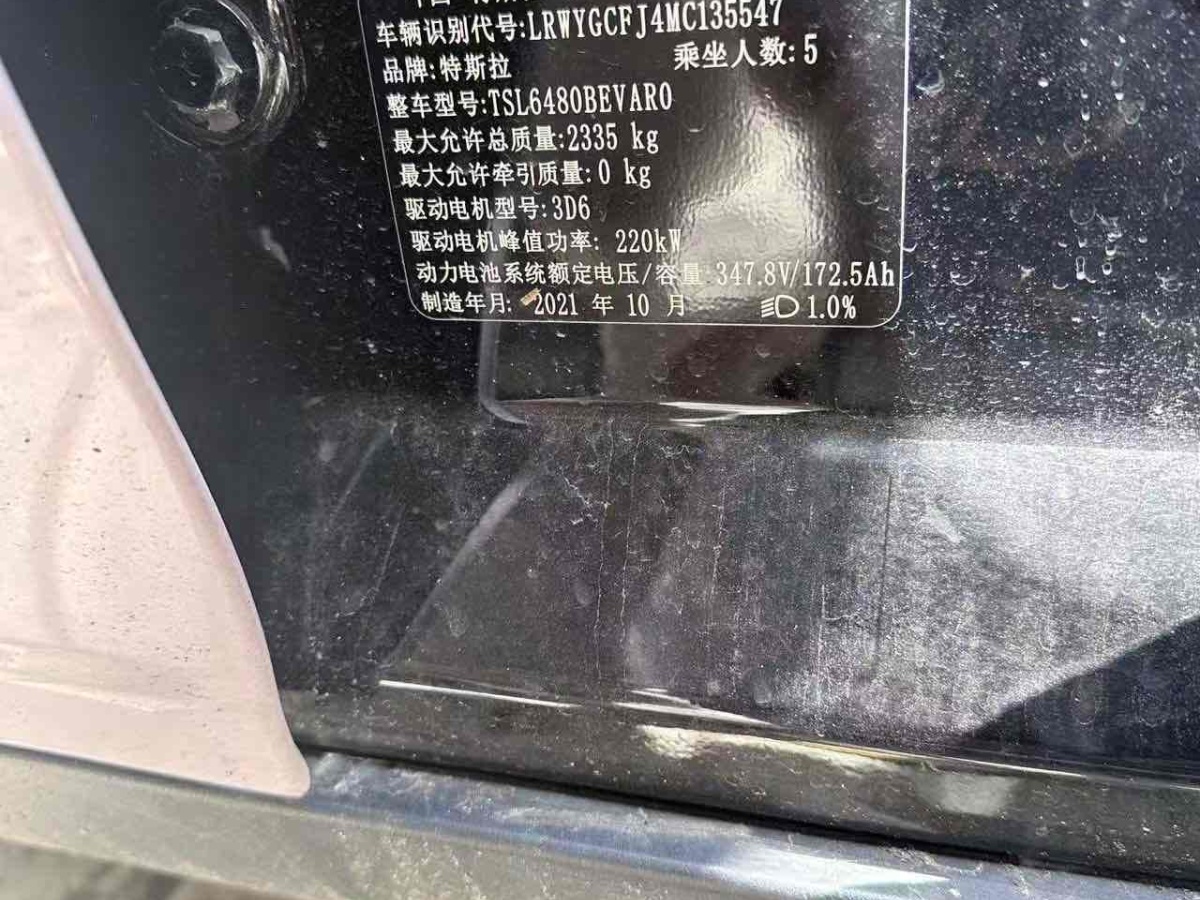 车辆识别代号:LRWYGCFJ4MC135547
品牌:特斯拉 乘坐人数:5
整车型号:TSL6480BEVAR0
最大允许总质量:2335 kg
最大允许牵引质量:0 kg
驱动电机型号:3D6
驱动电机峰值功率: 220kW
动力电池系统额定电压/容量:347.8V/172.5Ah
制造年月: 2021 年 10 月 1.0%